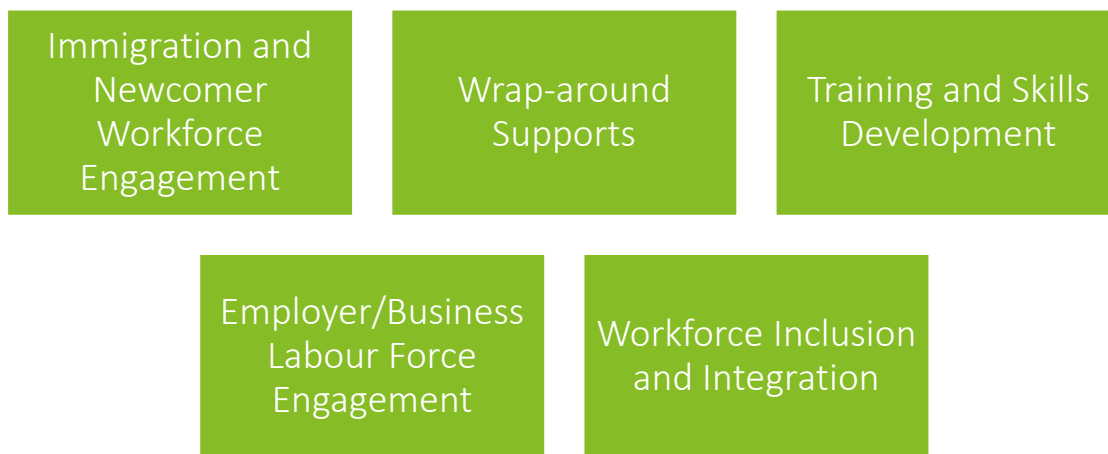 Immigration and
Newcomer
Workforce
Engagement
Wrap-around
Supports
Training and Skills
Development
Employer/Business
Labour Force
Engagement
Workforce Inclusion
and Integration